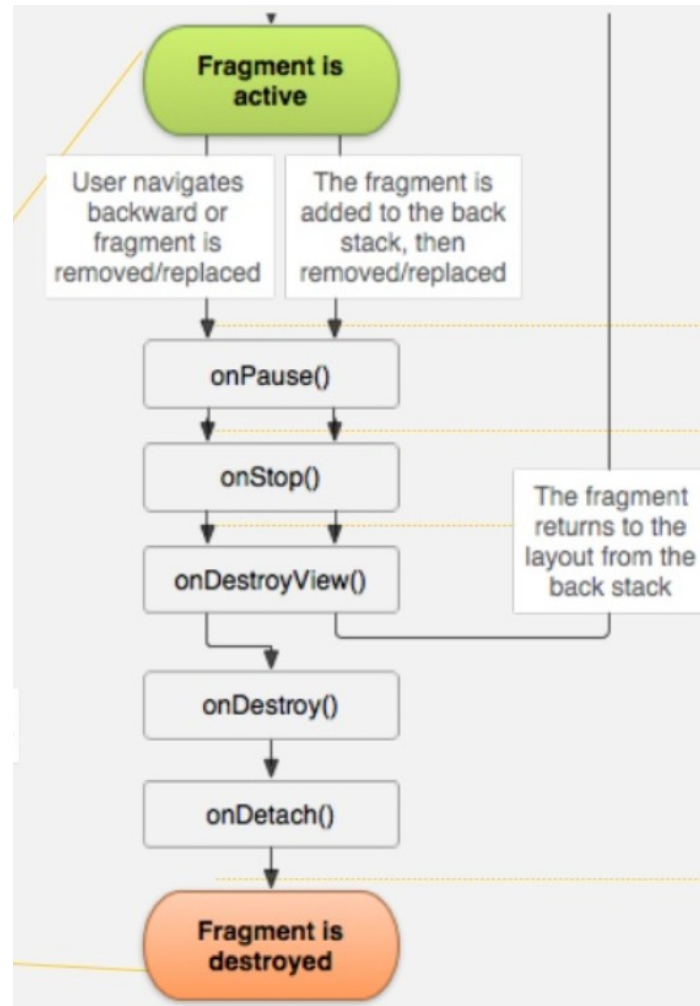 Fragment is
active
User navigates
backward or
fragment is
removed/replaced
The fragment is
added to the back
stack, then
removed/replaced
onPause()
onStop()
The fragment
returns to the
layout from the
back stack
onDestroyView()
onDestroy()
onDetach()
Fragment is
destroyed